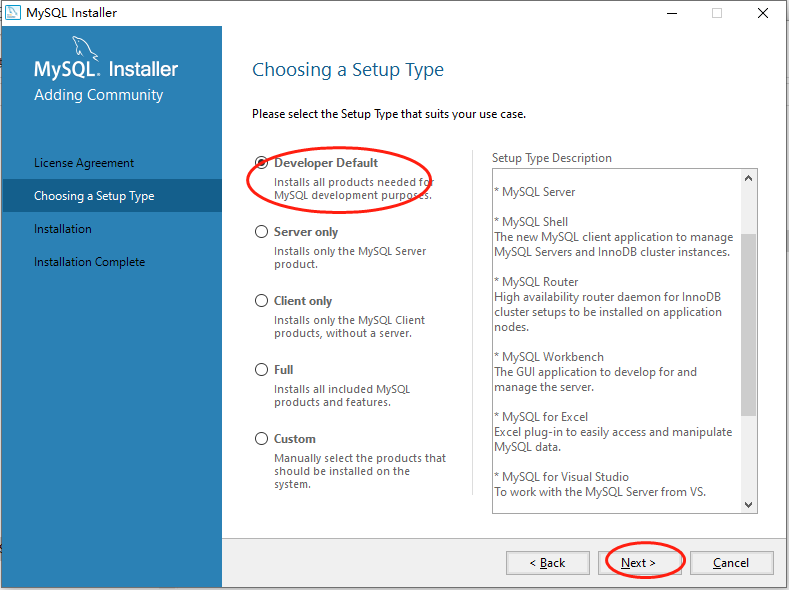 MySQL Installer
MySQL. Installer
Adding Community
License Agreement
Choosing a Setup Type
Installation
Installation Complete
Choosing a Setup Type
Please select the Setup Type that suits your use case.
Developer Default
Installs all products needed for
MySQL development purposes.
Server only
Installs only the MySQL Server
product.
Client only
Installs only the MySQL Client
products, without a server.
Full
Installs all included MySQL
products and features.
Custom
Manually select the products that
should be installed on the
system.
Setup Type Description
* MySQL Server
* MySQL Shell
The new MySQL client application to manage
MySQL Servers and InnoDB cluster instances.
* MySQL Router
High availability router daemon for InnoDB
cluster setups to be installed on application
nodes.
* MySQL Workbench
The GUI application to develop for and
manage the server.
* MySQL for Excel
Excel plug-in to easily access and manipulate
MySQL data.
* MySQL for Visual Studio
To work with the MySQL Server from VS.
< Back
Next >
Cancel